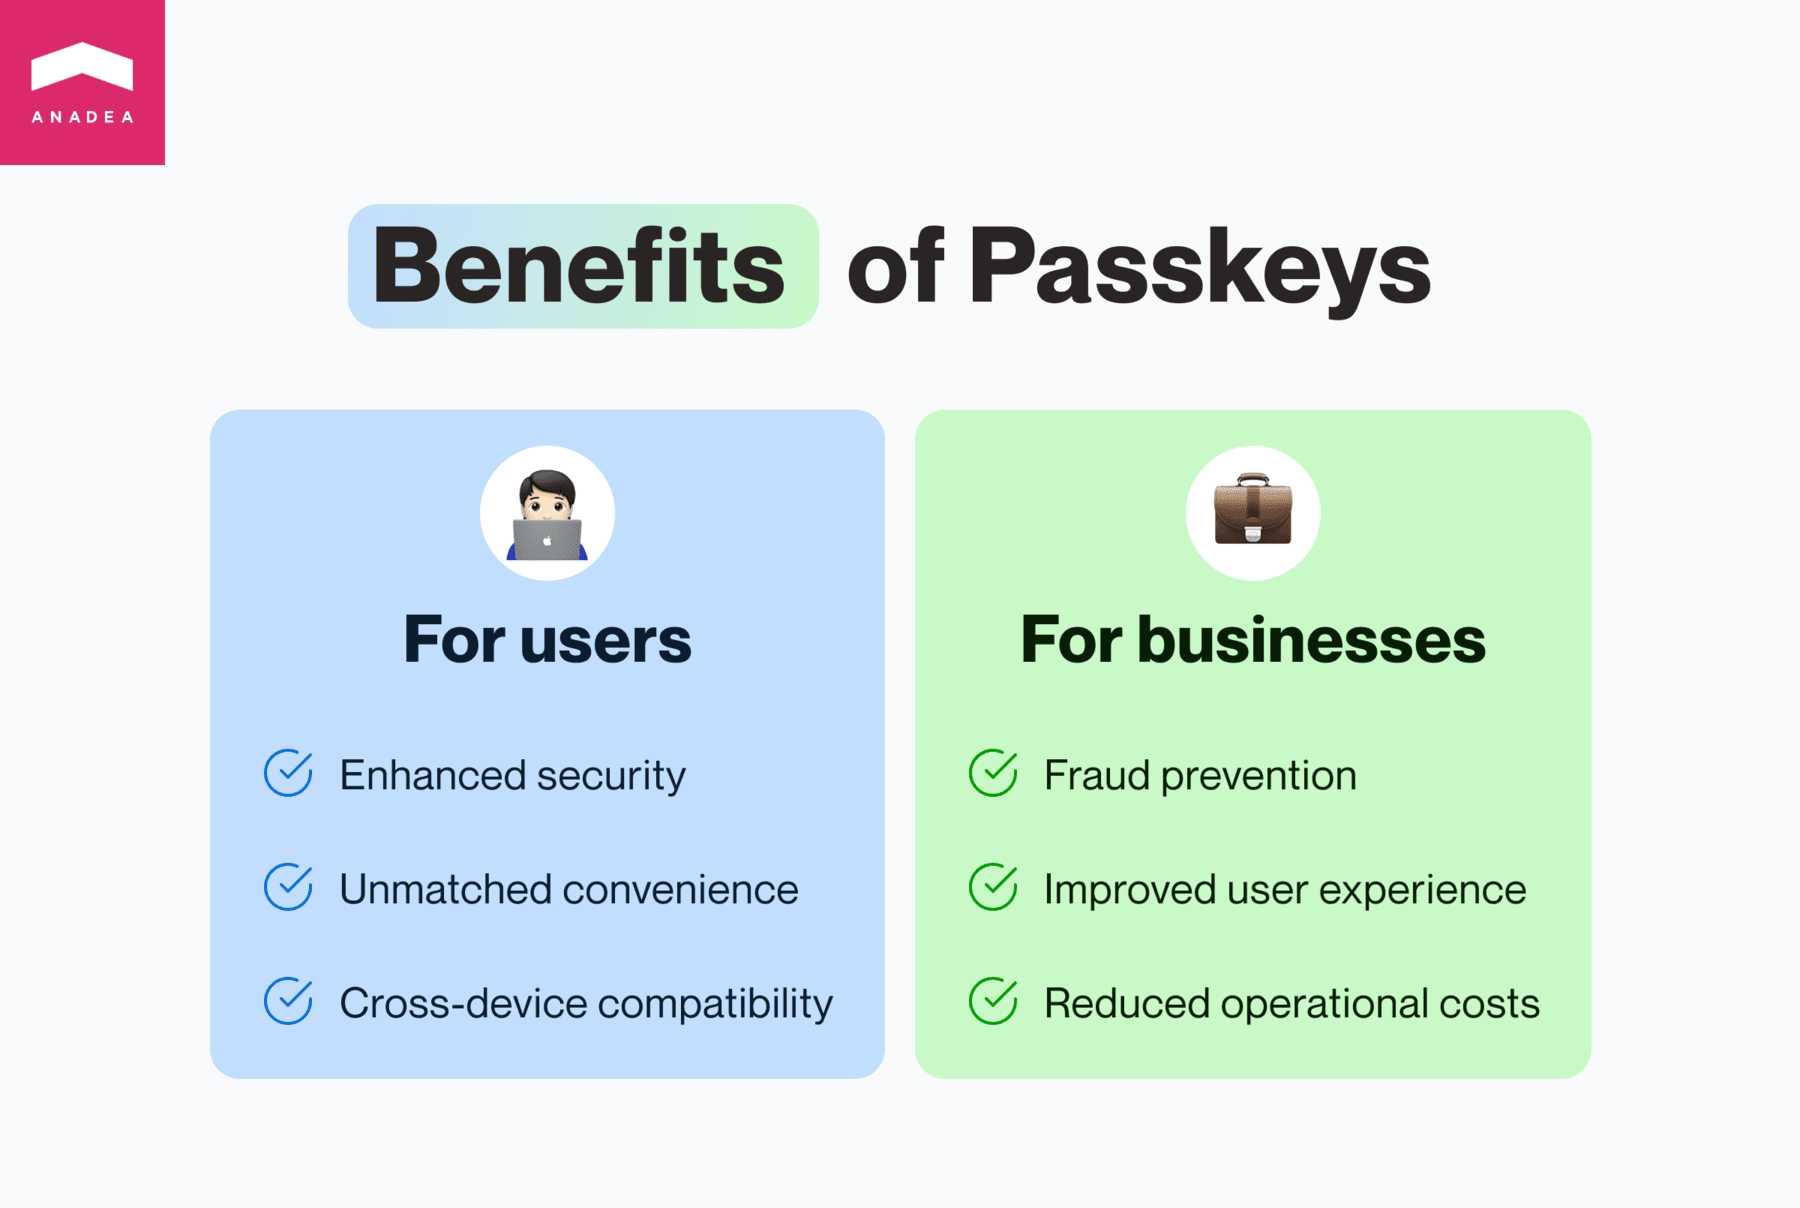 ANADEA
Benefits of Passkeys
For users
Enhanced security
Unmatched convenience
Cross-device compatibility
For businesses
Fraud prevention
Improved user experience
Reduced operational costs